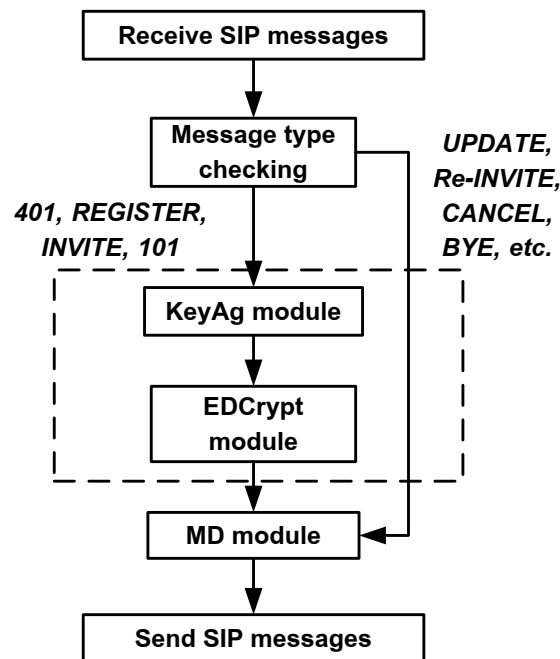 Receive SIP messages
Message type
checking
UPDATE,
Re-INVITE,
CANCEL,
BYE, etc.
401, REGISTER,
INVITE, 101
KeyAg module
EDCrypt
module
MD module
Send SIP messages